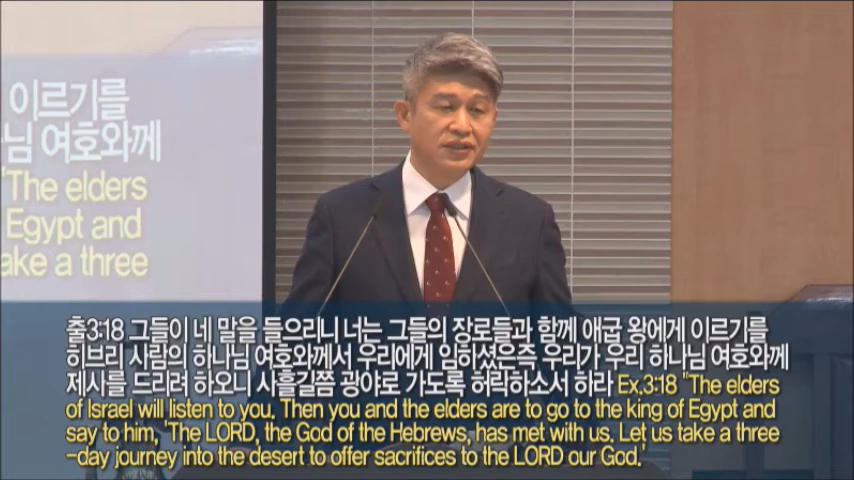 이르기를
님 여호와께
"The elders
Egypt and
ake a three
출3:18 그들이 네 말을 들으리니 너는 그들의 장로들과 함께 애굽 왕에게 이르기를
히브리 사람의 하나님 여호와께서 우리에게 임하셨은즉 우리가 우리 하나님 여호와께
제사를 드리려 하오니 사흘길쯤 광야로 가도록 허락하소서 하라 Ex.3:18 "The elders
of Israel will listen to you. Then you and the elders are to go to the king of Egypt and
say to him, 'The LORD, the God of the Hebrews, has met with us. Let us take a three
-day journey into the desert to offer sacrifices to the LORD our God.'